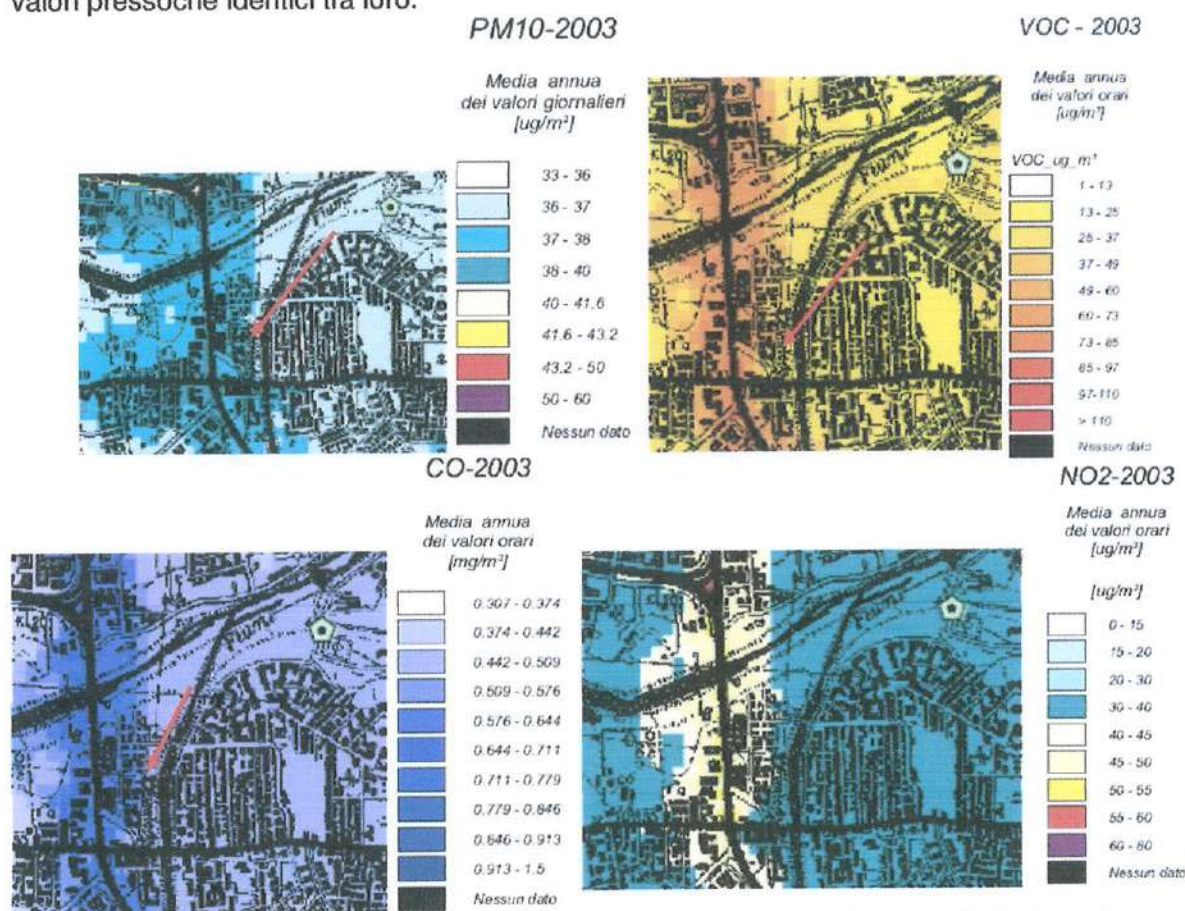 valori pressoché identici tra loro.
PM10-2003
Media annua
dei valori giornalieri
[ug/m³]
33 - 36
36 - 37
37 - 38
38 - 40
40 - 41.6
41.6 - 43.2
43.2 - 50
50 - 60
Nessun dato
VOC - 2003
Media annua
dei valori orari
[ug/m³]
VOC_ug_m³
1 - 13
13 - 25
25 - 37
37 - 49
49 - 60
60 - 73
73 - 85
85 - 97
97-110
> 110
Nessun dato
Fiume
Fiume
CO-2003
Media annua
dei valori orari
[mg/m³]
0.307 - 0.374
0.374 - 0.442
0.442 - 0.509
0.509 - 0.576
0.576 - 0.644
0.644 - 0.711
0.711 - 0.779
0.779 - 0.846
0.846 - 0.913
0.913 - 1.5
Nessun dato
NO2-2003
Media annua
dei valori orari
[ug/m³]
[ug/m³]
0 - 15
15 - 20
20 - 30
30 - 40
40 - 45
45 - 50
50 - 55
55 - 60
60 - 80
Nessun dato
Fiume
Fiume